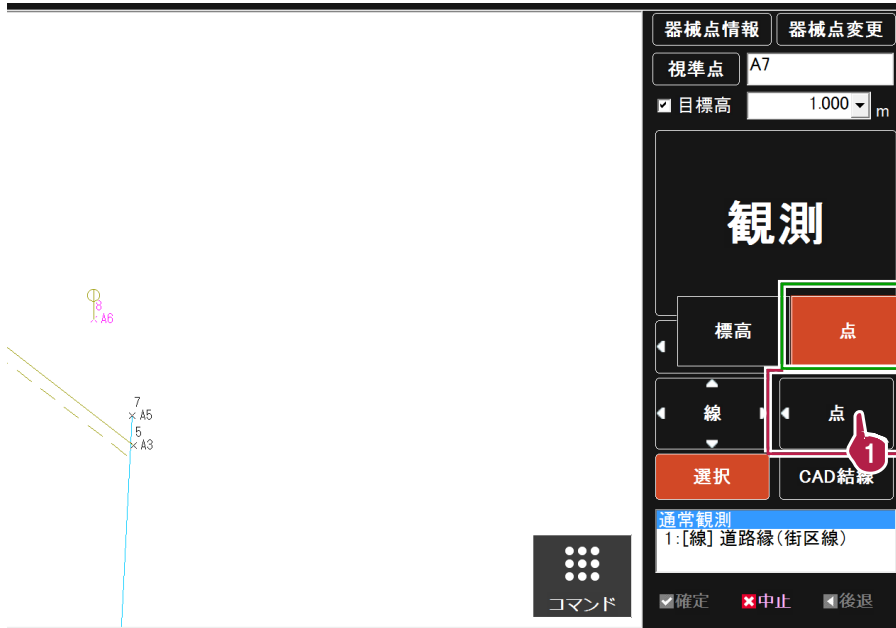 器械点情報
器械点変更
視準点
A7
目標高
1.000
m
観測
8
A6
標高
点
7
A5
5
A3
線
点
1
選択
CAD結線
通常観測
1:[線] 道路縁(街区線)
コマンド
確定
中止
後退